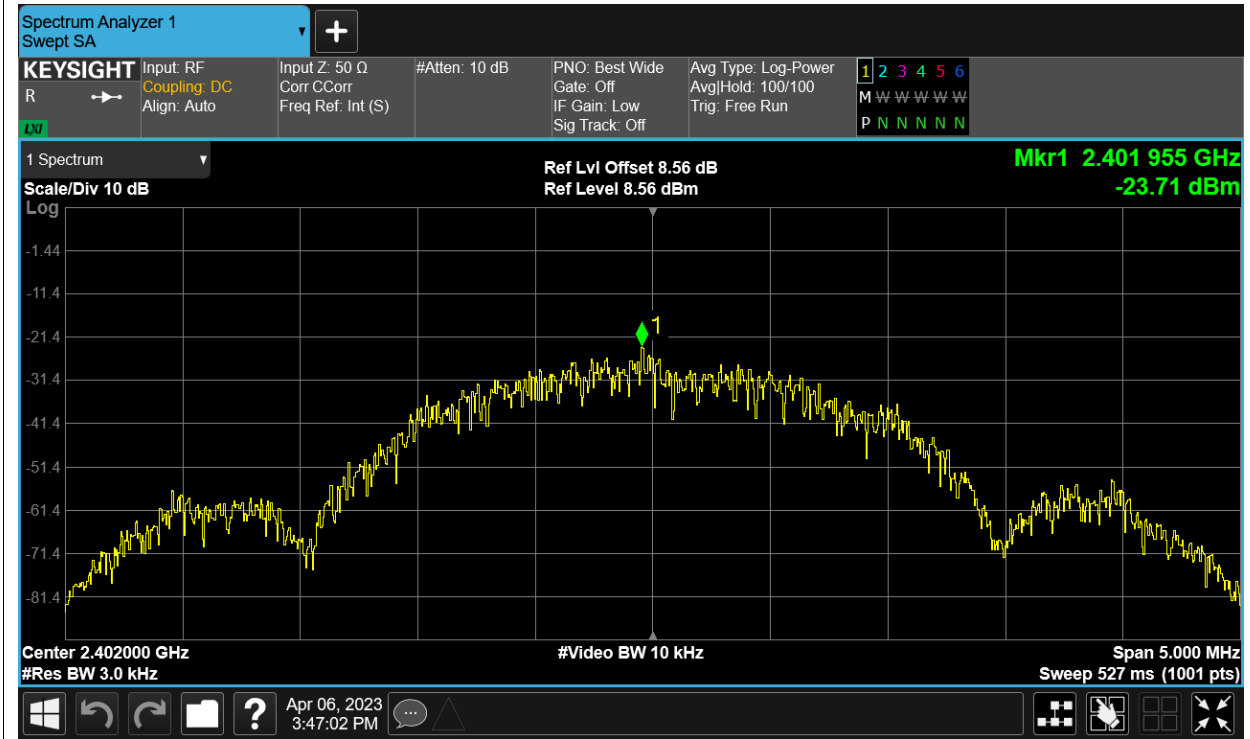 Spectrum Analyzer 1
Swept SA
KEYSIGHT
R
LXI
Input: RF
Coupling: DC
Align: Auto
Input Z: 50 Ω
Corr CCorr
Freq Ref: Int (S)
#Atten: 10 dB
PNO: Best Wide
Gate: Off
IF Gain: Low
Sig Track: Off
Avg Type: Log-Power
Avg|Hold: 100/100
Trig: Free Run
1 2 3 4 5 6
M W W W W W
P N N N N N
1 Spectrum
Scale/Div 10 dB
Log
Ref Lvl Offset 8.56 dB
Ref Level 8.56 dBm
Mkr1 2.401 955 GHz
-23.71 dBm
-1.44
-11.4
-21.4
-31.4
-41.4
-51.4
-61.4
-71.4
-81.4
1
Center 2.402000 GHz
#Res BW 3.0 kHz
#Video BW 10 kHz
Span 5.000 MHz
Sweep 527 ms (1001 pts)
?
Apr 06, 2023
3:47:02 PM